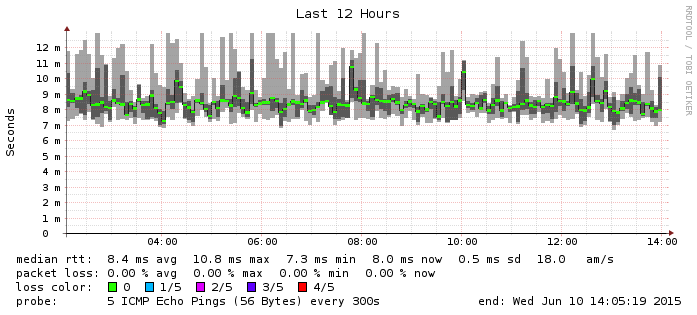 Last 12 Hours
RRDTOOL / TOBI OETIKER
Seconds
12 m
11 m
10 m
9 m
8 m
7 m
6 m
5 m
4 m
3 m
2 m
1 m
0
04:00 06:00 08:00 10:00 12:00 14:00
median rtt: 8.4 ms avg 10.8 ms max 7.3 ms min 8.0 ms now 0.5 ms sd 18.0 am/s
packet loss: 0.00 % avg 0.00 % max 0.00 % min 0.00 % now
loss color: 0 1/5 2/5 3/5 4/5
probe: 5 ICMP Echo Pings (56 Bytes) every 300s end: Wed Jun 10 14:05:19 2015